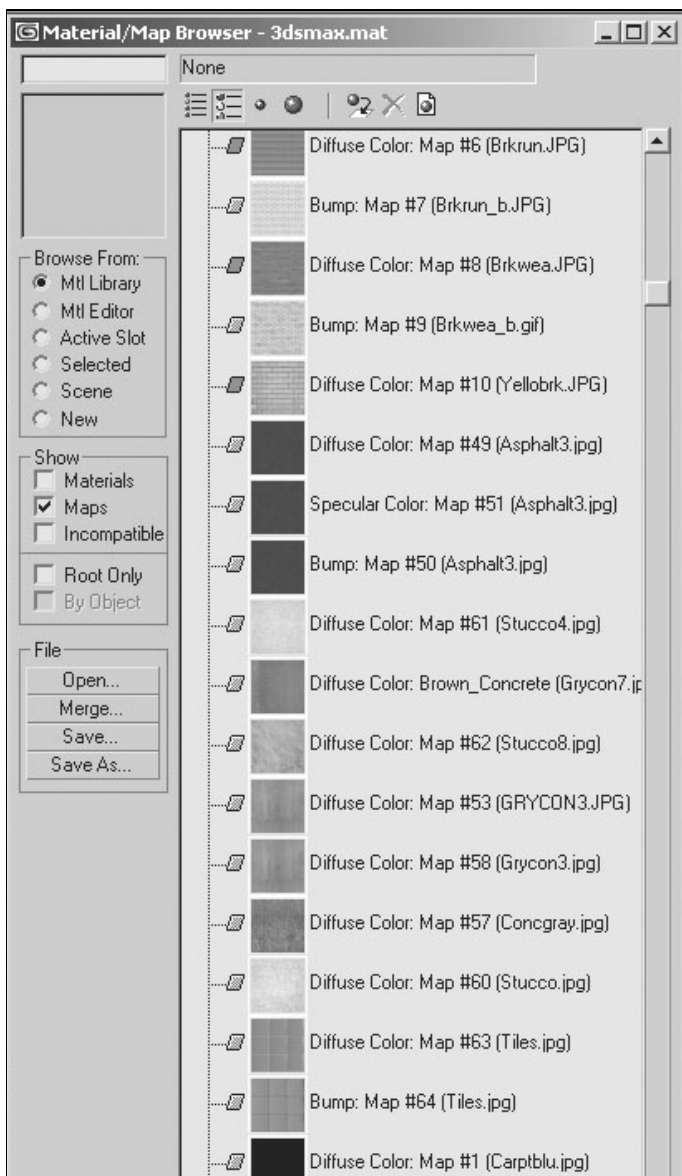 Material/Map Browser - 3dsmax.mat
None
Browse From:
Mtl Library
Mtl Editor
Active Slot
Selected
Scene
New
Show
Materials
Maps
Incompatible
Root Only
By Object
File
Open...
Merge...
Save...
Save As...
Diffuse Color: Map #6 (Brkrun.JPG)
Bump: Map #7 (Brkrun_b.JPG)
Diffuse Color: Map #8 (Brkwea.JPG)
Bump: Map #9 (Brkwea_b.gif)
Diffuse Color: Map #10 (Yellobrk.JPG)
Diffuse Color: Map #49 (Asphalt3.jpg)
Specular Color: Map #51 (Asphalt3.jpg)
Bump: Map #50 (Asphalt3.jpg)
Diffuse Color: Map #61 (Stucco4.jpg)
Diffuse Color: Brown_Concrete (Grycon7.jp
Diffuse Color: Map #62 (Stucco8.jpg)
Diffuse Color: Map #53 (GRYCON3.JPG)
Diffuse Color: Map #58 (Grycon3.jpg)
Diffuse Color: Map #57 (Concgray.jpg)
Diffuse Color: Map #60 (Stucco.jpg)
Diffuse Color: Map #63 (Tiles.jpg)
Bump: Map #64 (Tiles.jpg)
Diffuse Color: Map #1 (Carptblu.jpg)